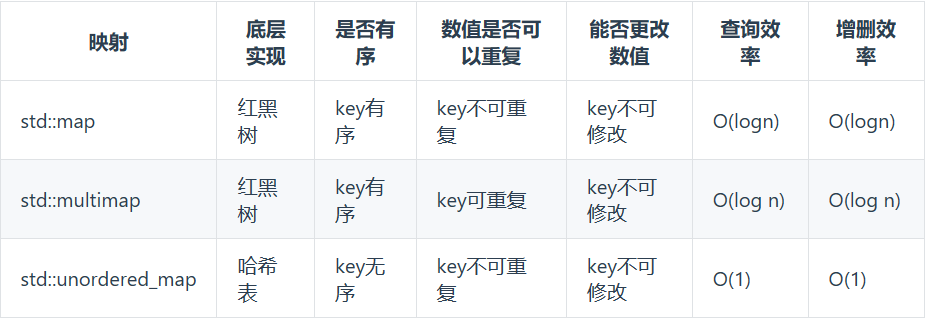 映射
底层
实现
是否有
序
数值是否可
以重复
能否更改
数值
查询效
率
增删效
率
std::map
红黑
树
key有
序
key不可重
复
key不可
修改
O(logn)
O(logn)
std::multimap
红黑
树
key有
序
key可重复
key不可
修改
O(log n)
O(log n)
std::unordered_map
哈希
表
key无
序
key不可重
复
key不可
修改
O(1)
O(1)